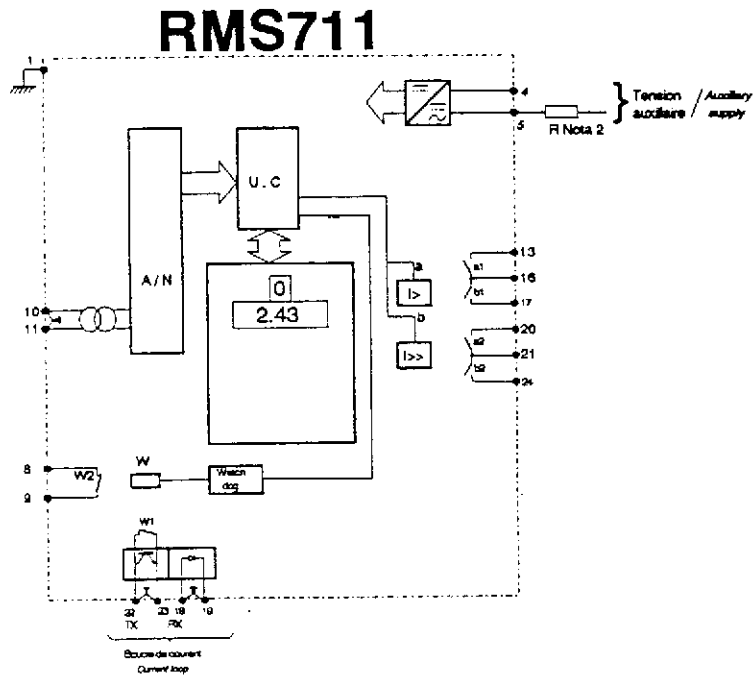 RMS711
1
4
5
R Nota 2
Tension auxiliaire / Auxiliary supply
U.C
A/N
0
2.43
a
I>
b
I>>
13
a1
16
b1
17
20
a2
21
b2
24
10
11
8
W2
9
W
Watch dog
W1
22 23 18 19
TX RX
Boucle de courant
Current loop